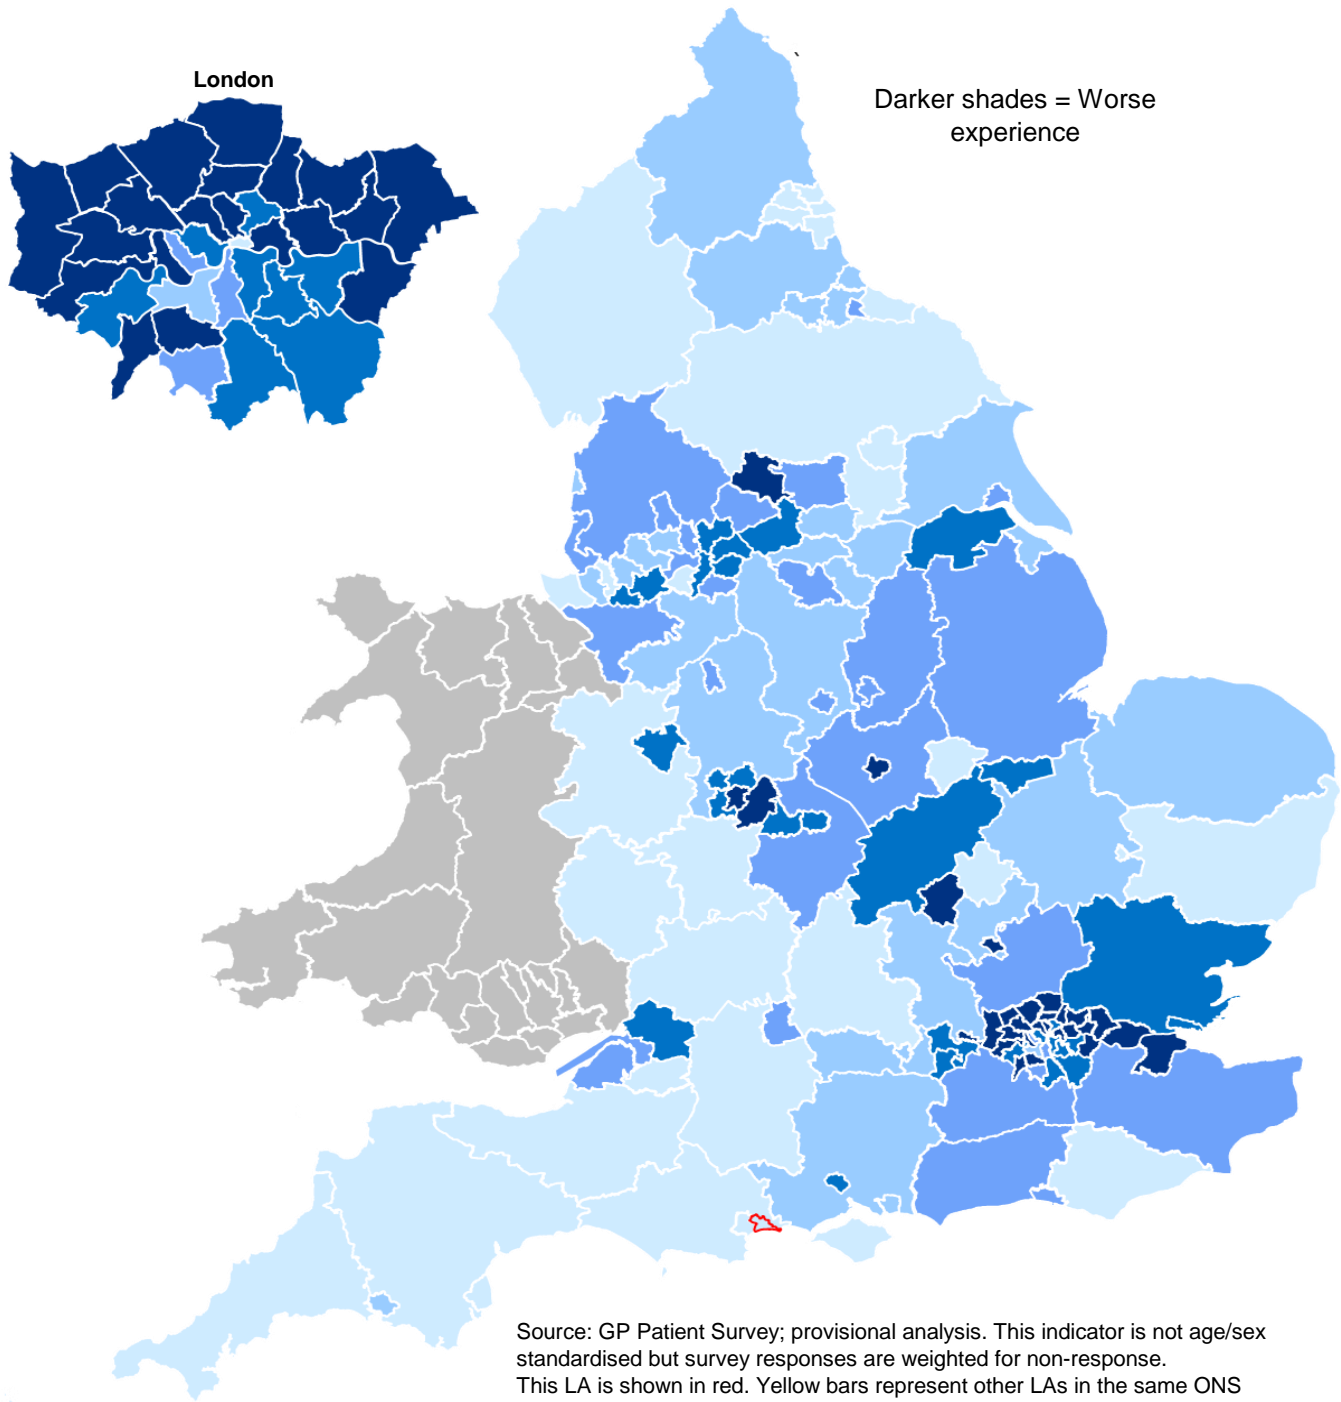 London
Darker shades = Worse
experience
Source: GP Patient Survey; provisional analysis. This indicator is not age/sex
standardised but survey responses are weighted for non-response.
This LA is shown in red. Yellow bars represent other LAs in the same ONS